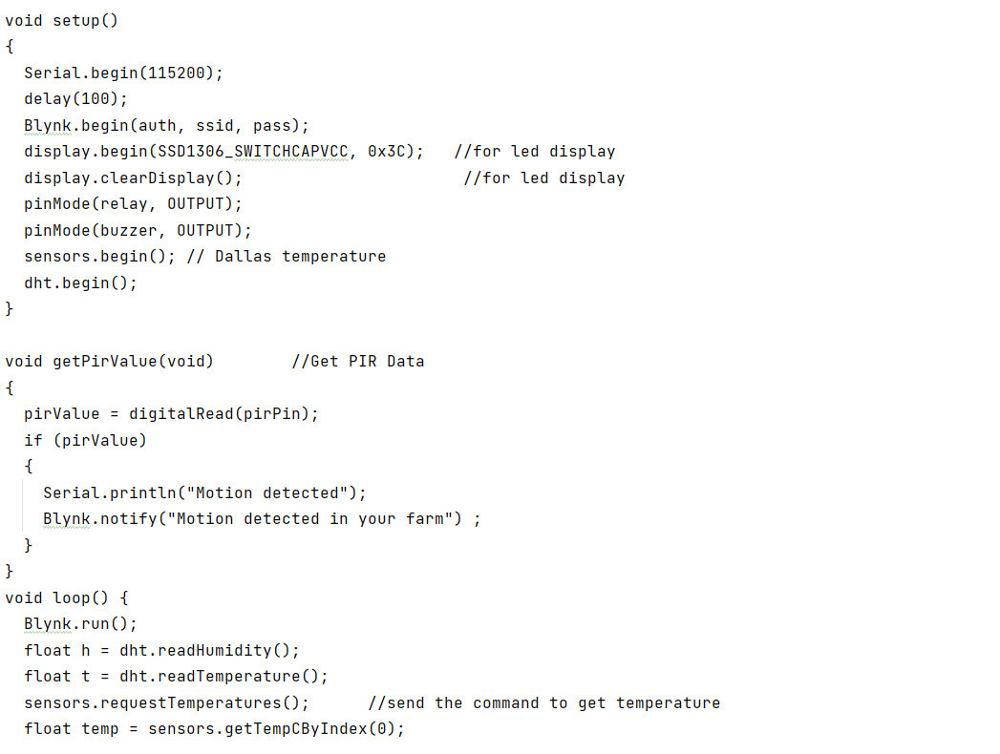 void setup()
{
  Serial.begin(115200);
  delay(100);
  Blynk.begin(auth, ssid, pass);
  display.begin(SSD1306_SWITCHCAPVCC, 0x3C);   //for led display
  display.clearDisplay();                       //for led display
  pinMode(relay, OUTPUT);
  pinMode(buzzer, OUTPUT);
  sensors.begin(); // Dallas temperature
  dht.begin();
}

void getPirValue(void)        //Get PIR Data
{
  pirValue = digitalRead(pirPin);
  if (pirValue)
  {
    Serial.println("Motion detected");
    Blynk.notify("Motion detected in your farm") ;
  }
}
void loop() {
  Blynk.run();
  float h = dht.readHumidity();
  float t = dht.readTemperature();
  sensors.requestTemperatures();      //send the command to get temperature
  float temp = sensors.getTempCByIndex(0);